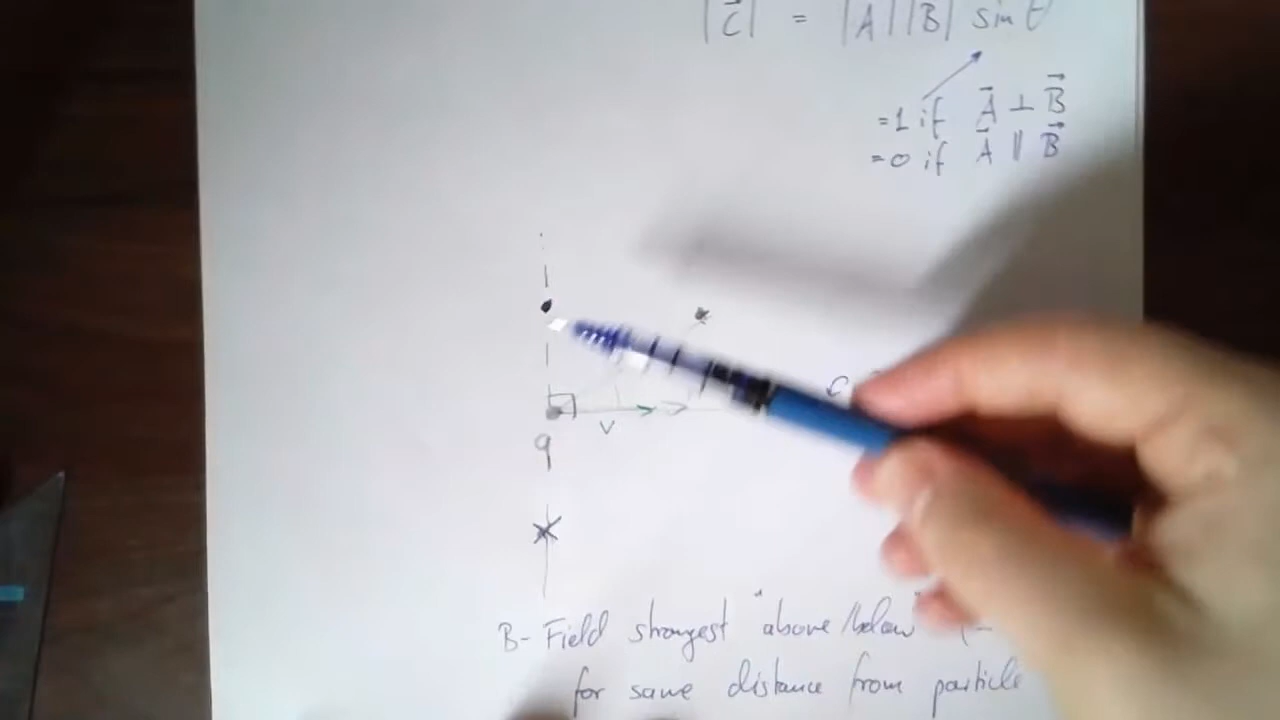 |C⃗| = |A||B| sin θ
=1 if A⃗ ⊥ B⃗
=0 if A⃗ ∥ B⃗
v
q
B-Field strongest "above/below" (
for same distance from particle